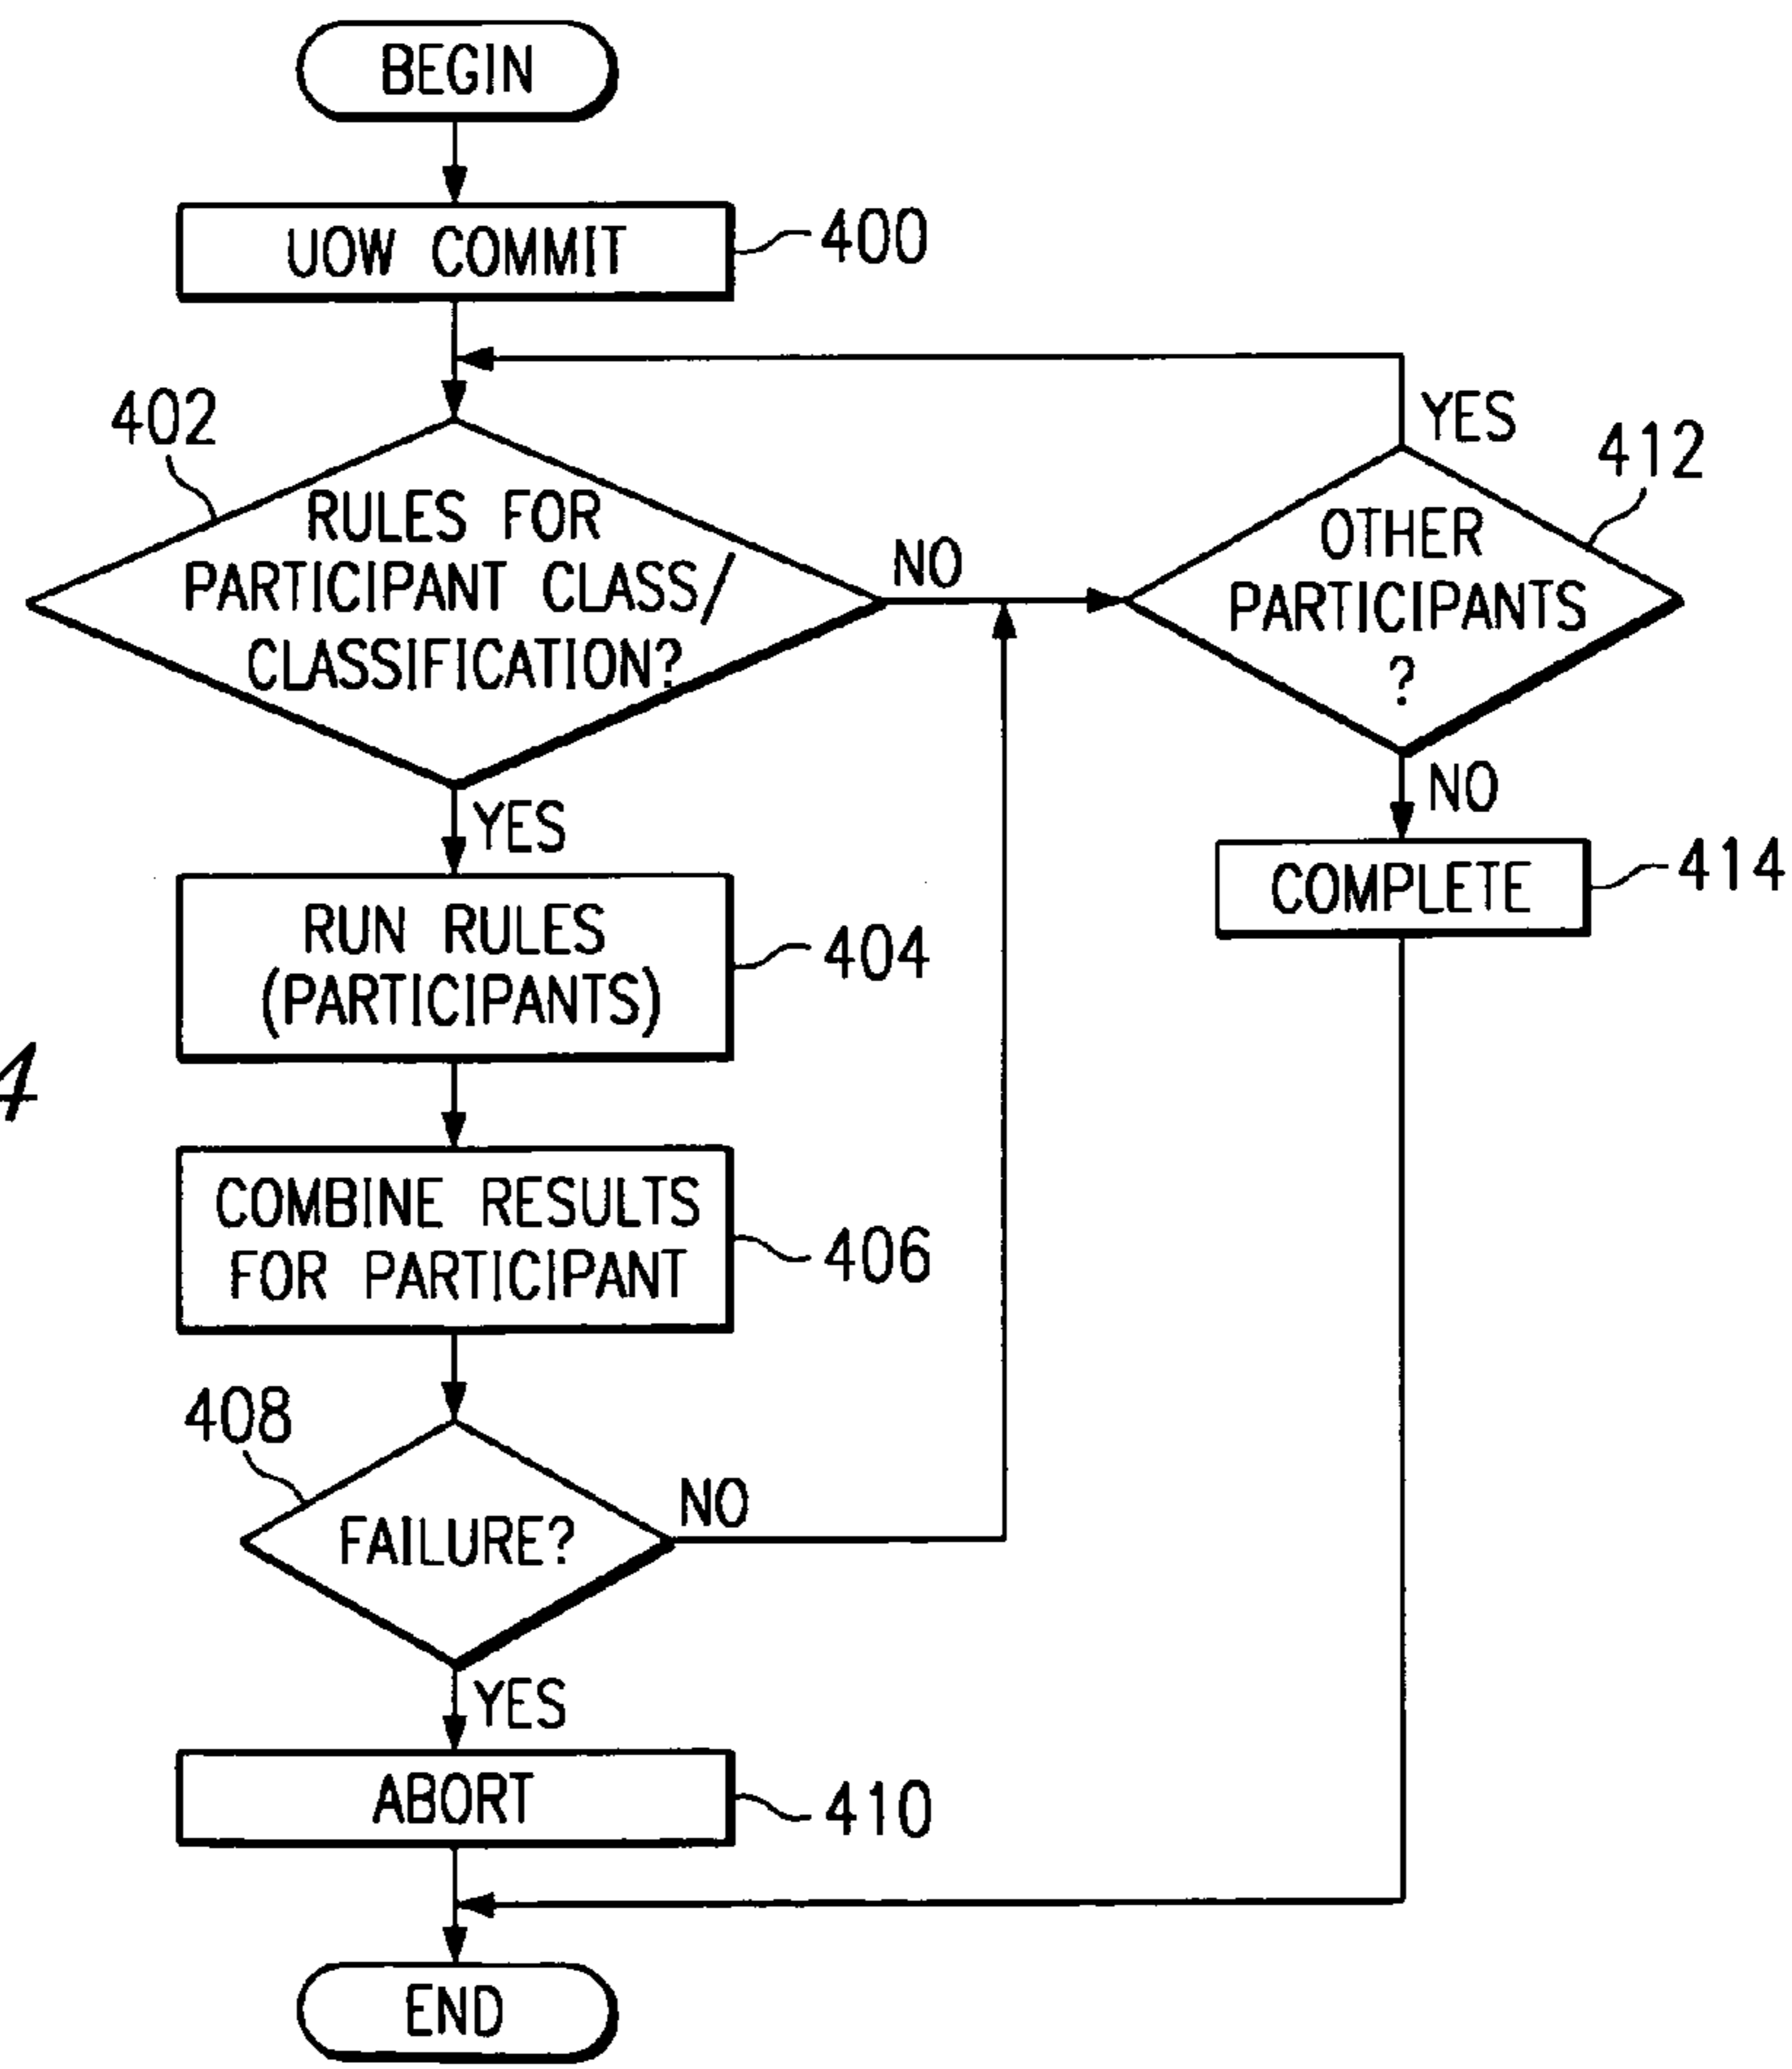 BEGIN
UOW COMMIT
400
402
RULES FOR
PARTICIPANT CLASS/
CLASSIFICATION?
NO
YES
OTHER
PARTICIPANTS
?
412
YES
NO
COMPLETE
414
RUN RULES
(PARTICIPANTS)
404
4
COMBINE RESULTS
FOR PARTICIPANT
406
408
FAILURE?
NO
YES
ABORT
410
END